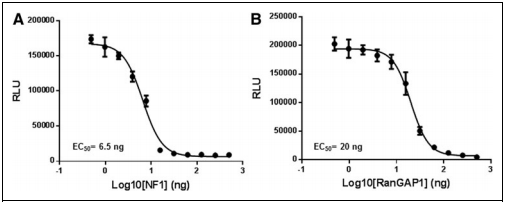 A
200000
150000
100000
50000
0
RLU
EC50= 6.5 ng
-1
0
1
2
3
Log10[NF1] (ng)
B
250000
200000
150000
100000
50000
0
RLU
EC50= 20 ng
-1
0
1
2
3
Log10[RanGAP1] (ng)